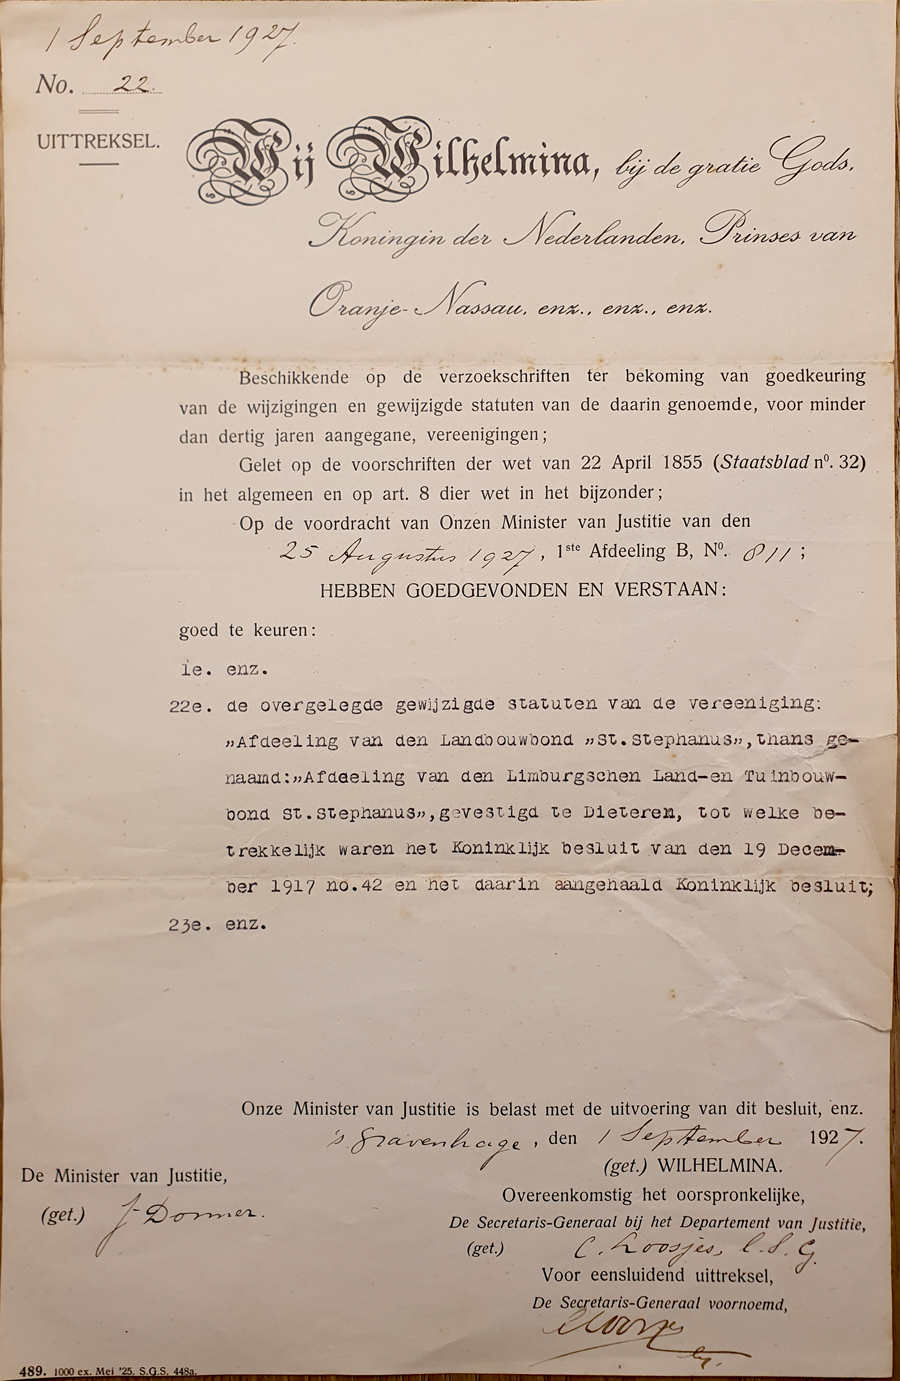 1 September 1927.
No. 22.
UITTREKSEL.
Wij Wilhelmina, bij de gratie Gods,
Koningin der Nederlanden, Prinses van
Oranje-Nassau, enz., enz., enz.
Beschikkende op de verzoekschriften ter bekoming van goedkeuring
van de wijzigingen en gewijzigde statuten van de daarin genoemde, voor minder
dan dertig jaren aangegane, vereenigingen;
Gelet op de voorschriften der wet van 22 April 1855 (Staatsblad nº. 32)
in het algemeen en op art. 8 dier wet in het bijzonder;
Op de voordracht van Onzen Minister van Justitie van den
25 Augustus 1927, 1ste Afdeeling B, Nº. 811;
HEBBEN GOEDGEVONDEN EN VERSTAAN:
goed te keuren:
1e. enz.
22e. de overgelegde gewijzigde statuten van de vereeniging:
„Afdeeling van den Landbouwbond „St.Stephanus„,thans ge-
naamd:„Afdeeling van den Limburgschen Land-en Tuinbouw-
bond St.Stephanus„,gevestigd te Dieteren, tot welke be-
trekkelijk waren het Koninklijk besluit van den 19 Decem-
ber 1917 no.42 en het daarin aangehaald Koninklijk besluit;
23e. enz.
Onze Minister van Justitie is belast met de uitvoering van dit besluit, enz.
's Gravenhage, den 1 September 1927.
(get.) WILHELMINA.
De Minister van Justitie,
(get.) J Donner.
Overeenkomstig het oorspronkelijke,
De Secretaris-Generaal bij het Departement van Justitie,
(get.) C. Loosjes, l. S. G.
Voor eensluidend uittreksel,
De Secretaris-Generaal voornoemd,
489. 1000 ex. Mei '25. S.G.S. 448a.